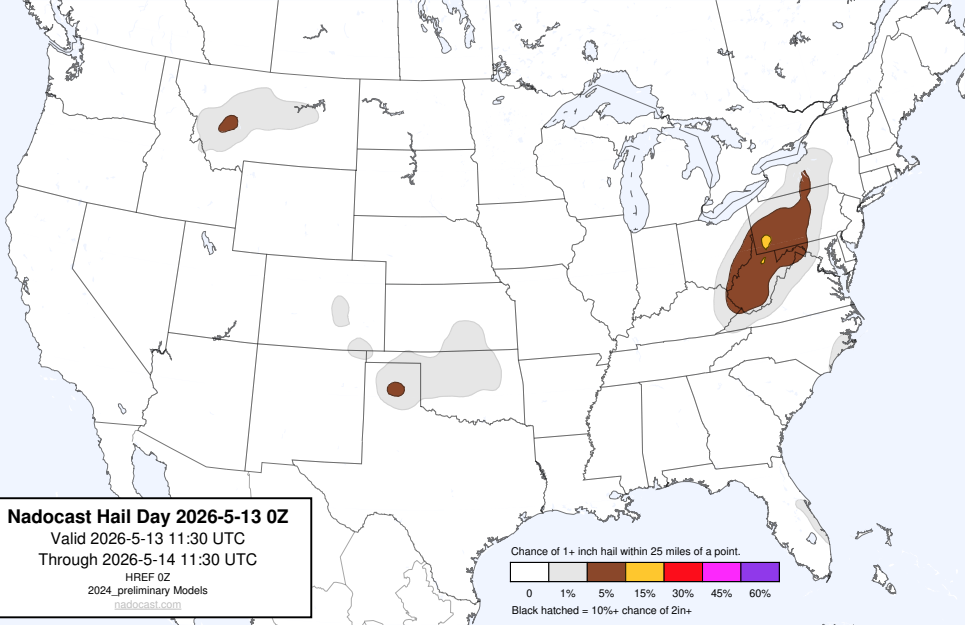 Nadocast Hail Day 2026-5-13 0Z
Valid 2026-5-13 11:30 UTC
Through 2026-5-14 11:30 UTC
HREF 0Z
2024_preliminary Models
nadocast.com
Chance of 1+ inch hail within 25 miles of a point.
0 1% 5% 15% 30% 45% 60%
Black hatched = 10%+ chance of 2in+